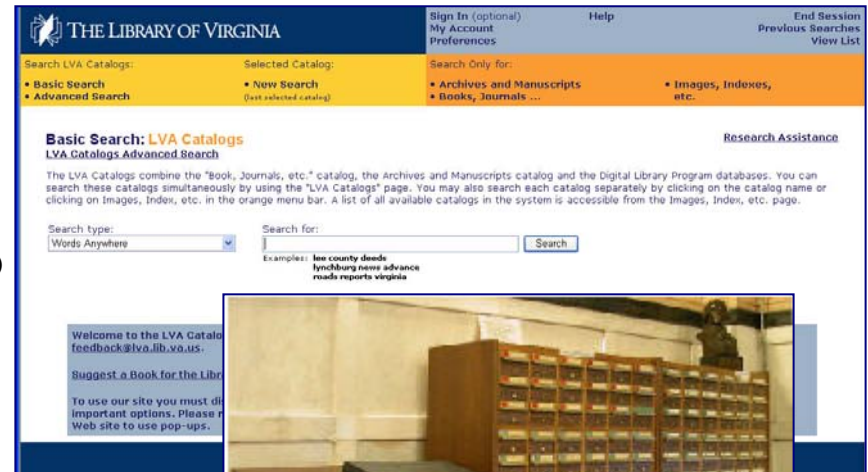 THE LIBRARY OF VIRGINIA
Sign In (optional)
My Account
Preferences
Help
End Session
Previous Searches
View List
Search LVA Catalogs:
• Basic Search
• Advanced Search
Selected Catalog:
• New Search
(last selected catalog)
Search Only for:
• Archives and Manuscripts
• Books, Journals ...
• Images, Indexes,
etc.
Basic Search: LVA Catalogs
Research Assistance
LVA Catalogs Advanced Search
The LVA Catalogs combine the "Book, Journals, etc." catalog, the Archives and Manuscripts catalog and the Digital Library Program databases. You can
search these catalogs simultaneously by using the "LVA Catalogs" page. You may also search each catalog separately by clicking on the catalog name or
clicking on Images, Index, etc. in the orange menu bar. A list of all available catalogs in the system is accessible from the Images, Index, etc. page.
Search type:
Words Anywhere
Search for:
Search
Examples: lee county deeds
lynchburg news advance
roads reports virginia
)
Welcome to the LVA Catalo
feedback@lva.lib.va.us.
Suggest a Book for the Libr
To use our site you must di
important options. Please r
Web site to use pop-ups.